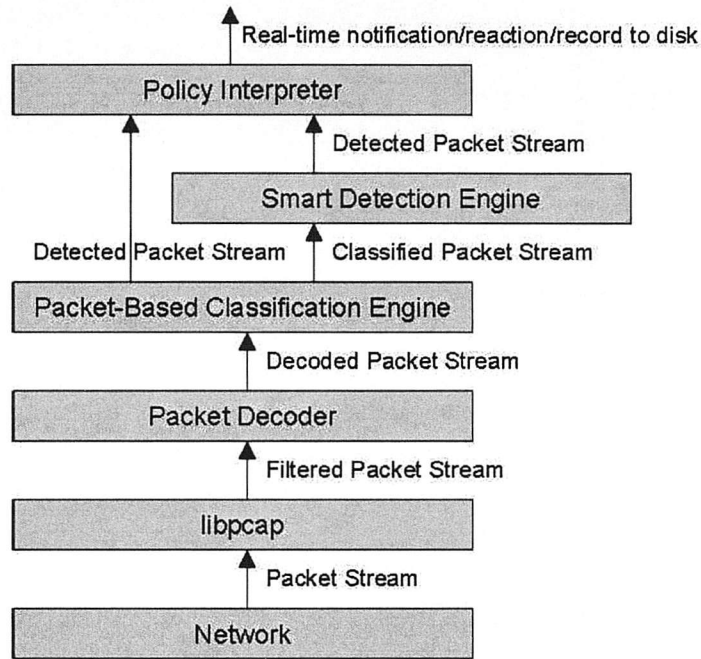 Real-time notification/reaction/record to disk
Policy Interpreter
Detected Packet Stream
Smart Detection Engine
Detected Packet Stream
Classified Packet Stream
Packet-Based Classification Engine
Decoded Packet Stream
Packet Decoder
Filtered Packet Stream
libpcap
Packet Stream
Network